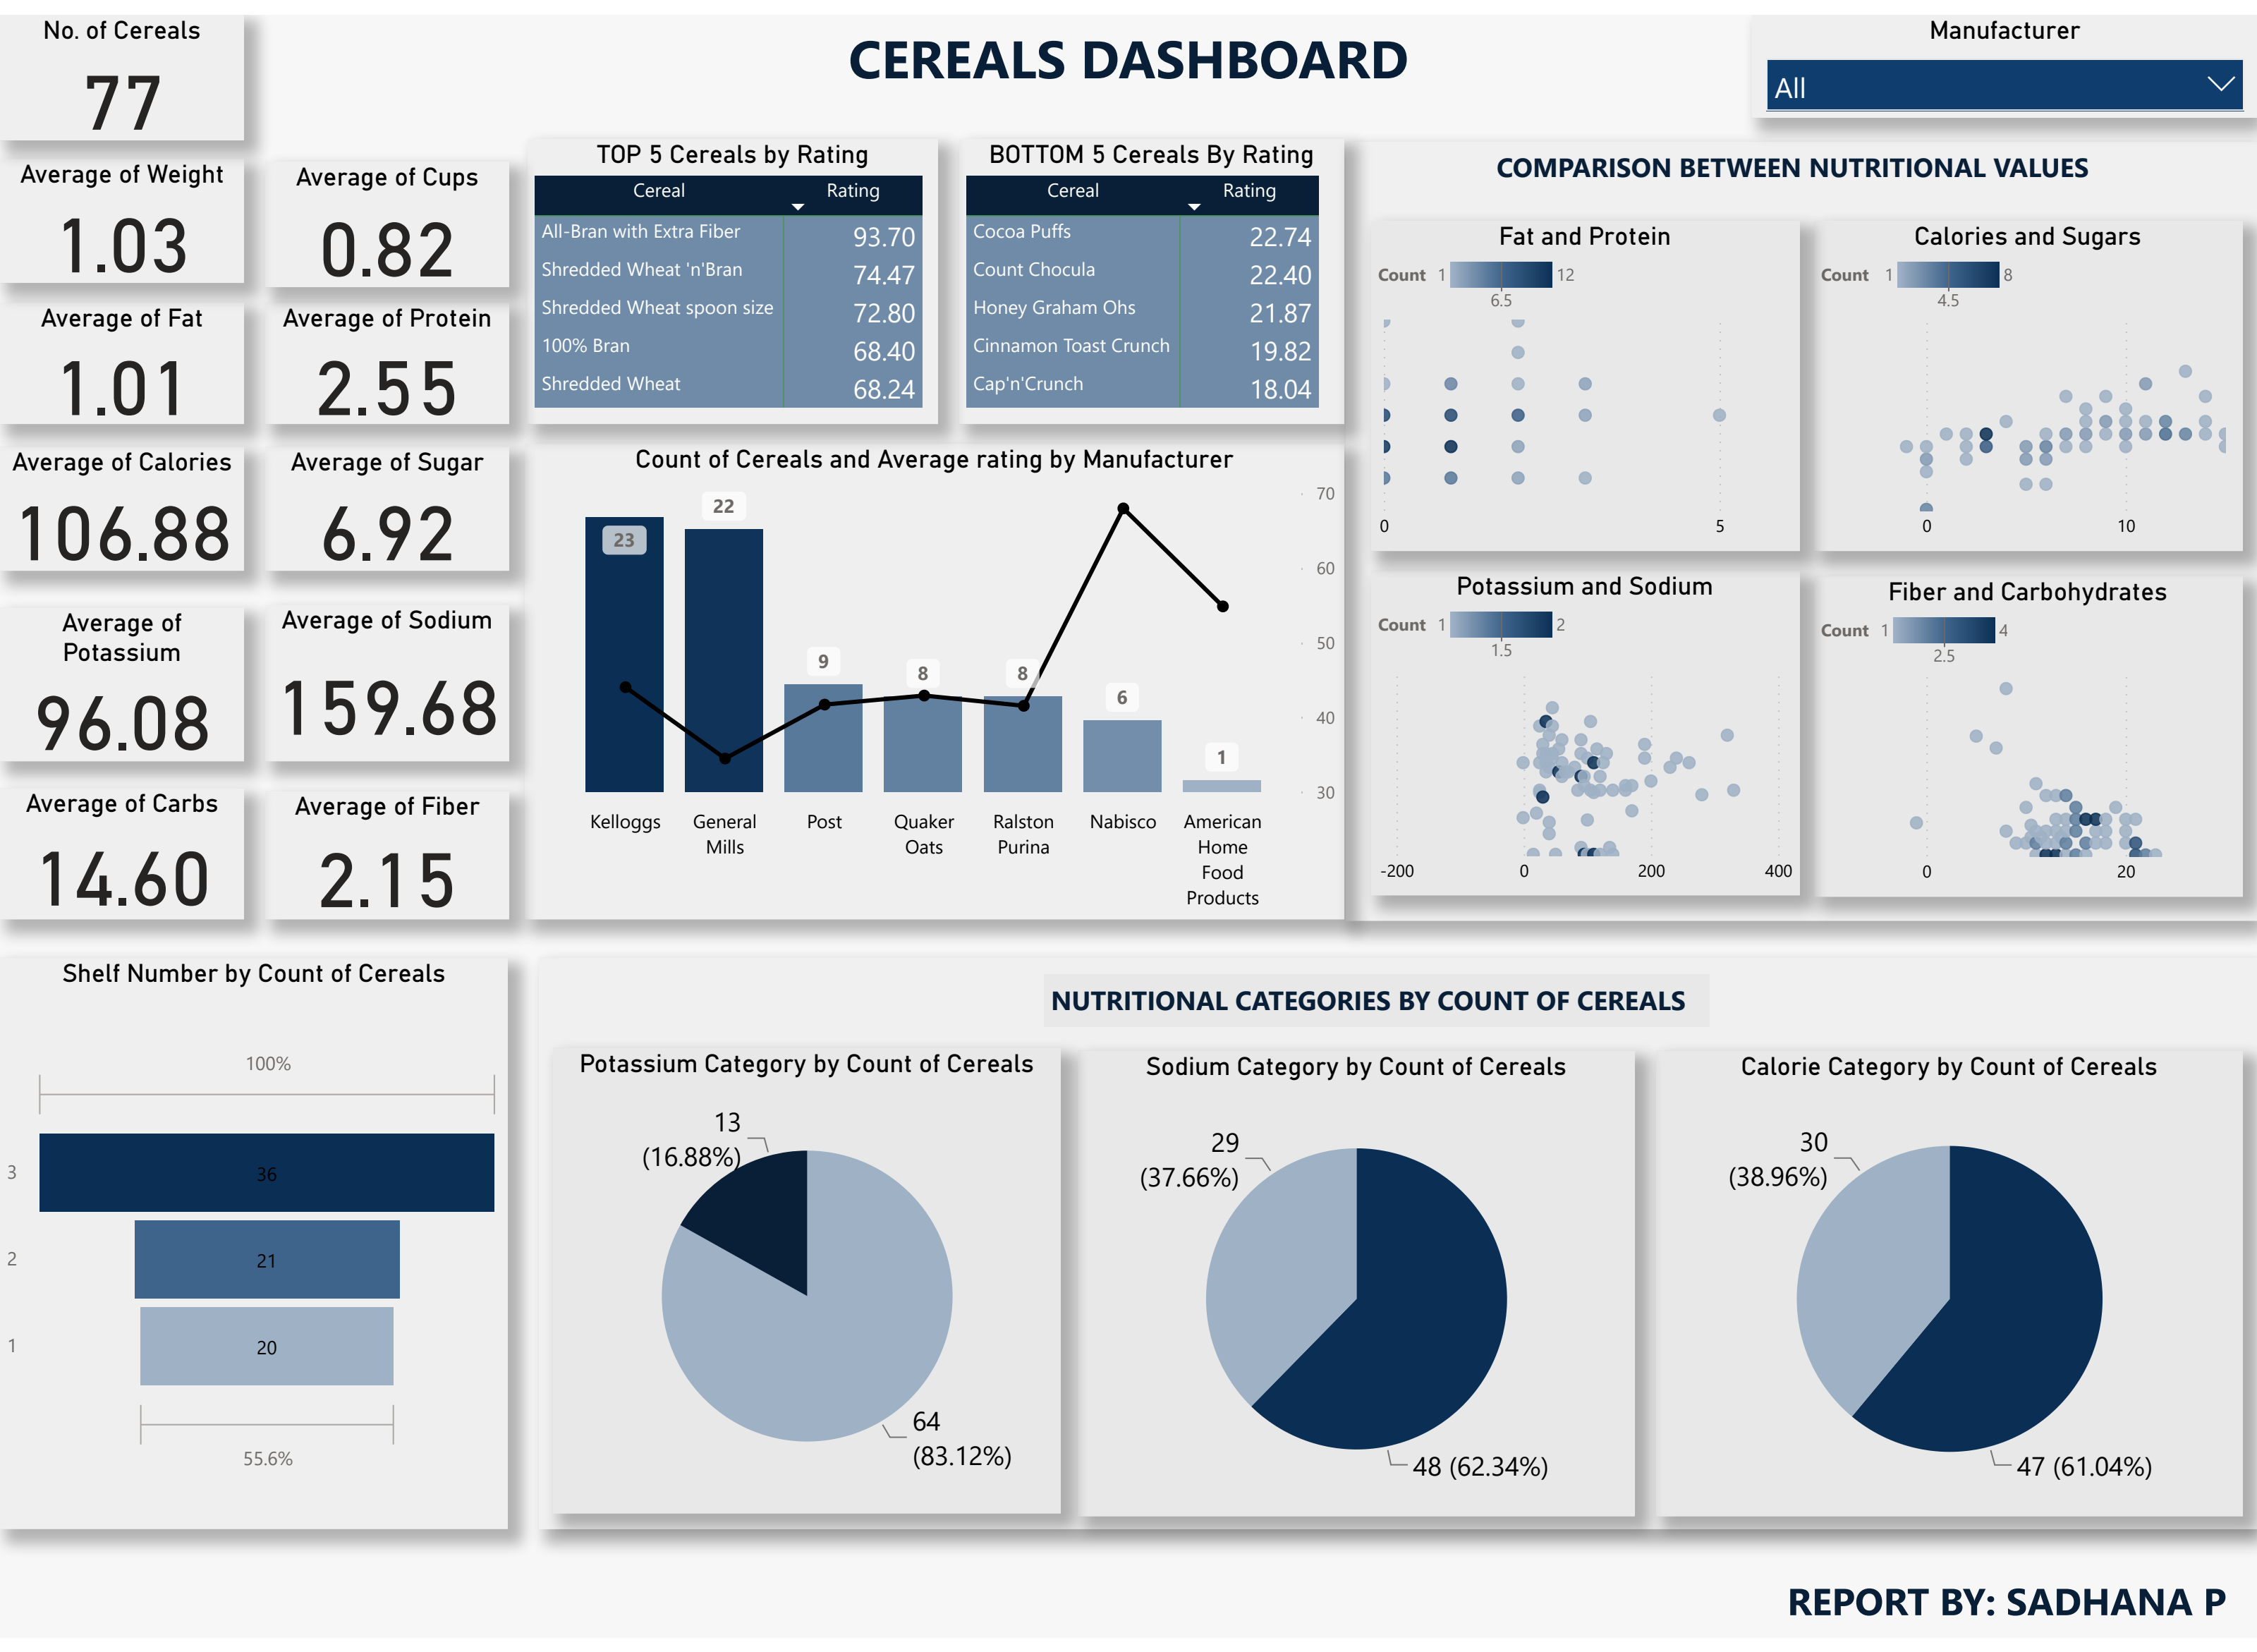 No. of Cereals
77
CEREALS DASHBOARD
Manufacturer
All
Average of Weight
1.03
Average of Cups
0.82
Average of Fat
1.01
Average of Protein
2.55
Average of Calories
106.88
Average of Sugar
6.92
Average of
Potassium
96.08
Average of Sodium
159.68
Average of Carbs
14.60
Average of Fiber
2.15
TOP 5 Cereals by Rating
Cereal Rating
All-Bran with Extra Fiber 93.70
Shredded Wheat 'n'Bran 74.47
Shredded Wheat spoon size 72.80
100% Bran 68.40
Shredded Wheat 68.24
BOTTOM 5 Cereals By Rating
Cereal Rating
Cocoa Puffs 22.74
Count Chocula 22.40
Honey Graham Ohs 21.87
Cinnamon Toast Crunch 19.82
Cap'n'Crunch 18.04
Count of Cereals and Average rating by Manufacturer
23
22
9
8
8
6
1
70
60
50
40
30
Kelloggs
General
Mills
Post
Quaker
Oats
Ralston
Purina
Nabisco
American
Home
Food
Products
COMPARISON BETWEEN NUTRITIONAL VALUES
Fat and Protein
Count 1 12
6.5
0 5
Calories and Sugars
Count 1 8
4.5
0 10
Potassium and Sodium
Count 1 2
1.5
-200 0 200 400
Fiber and Carbohydrates
Count 1 4
2.5
0 20
Shelf Number by Count of Cereals
100%
3 36
2 21
1 20
55.6%
NUTRITIONAL CATEGORIES BY COUNT OF CEREALS
Potassium Category by Count of Cereals
13
(16.88%)
64
(83.12%)
Sodium Category by Count of Cereals
29
(37.66%)
48 (62.34%)
Calorie Category by Count of Cereals
30
(38.96%)
47 (61.04%)
REPORT BY: SADHANA P